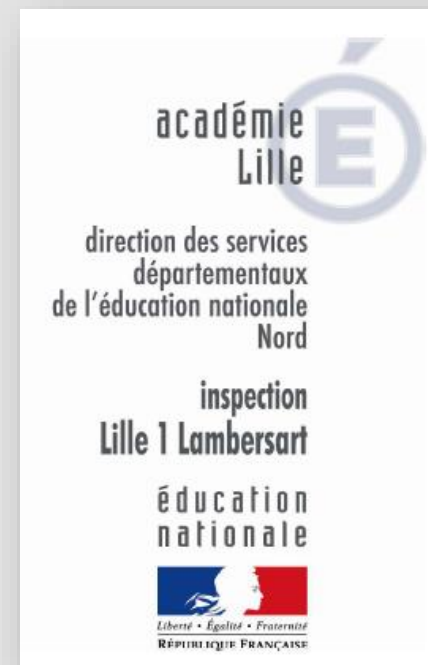 académie
Lille
É
direction des services
départementaux
de l'éducation nationale
Nord
inspection
Lille 1 Lambersart
éducation
nationale
Liberté • Égalité • Fraternité
RÉPUBLIQUE FRANÇAISE